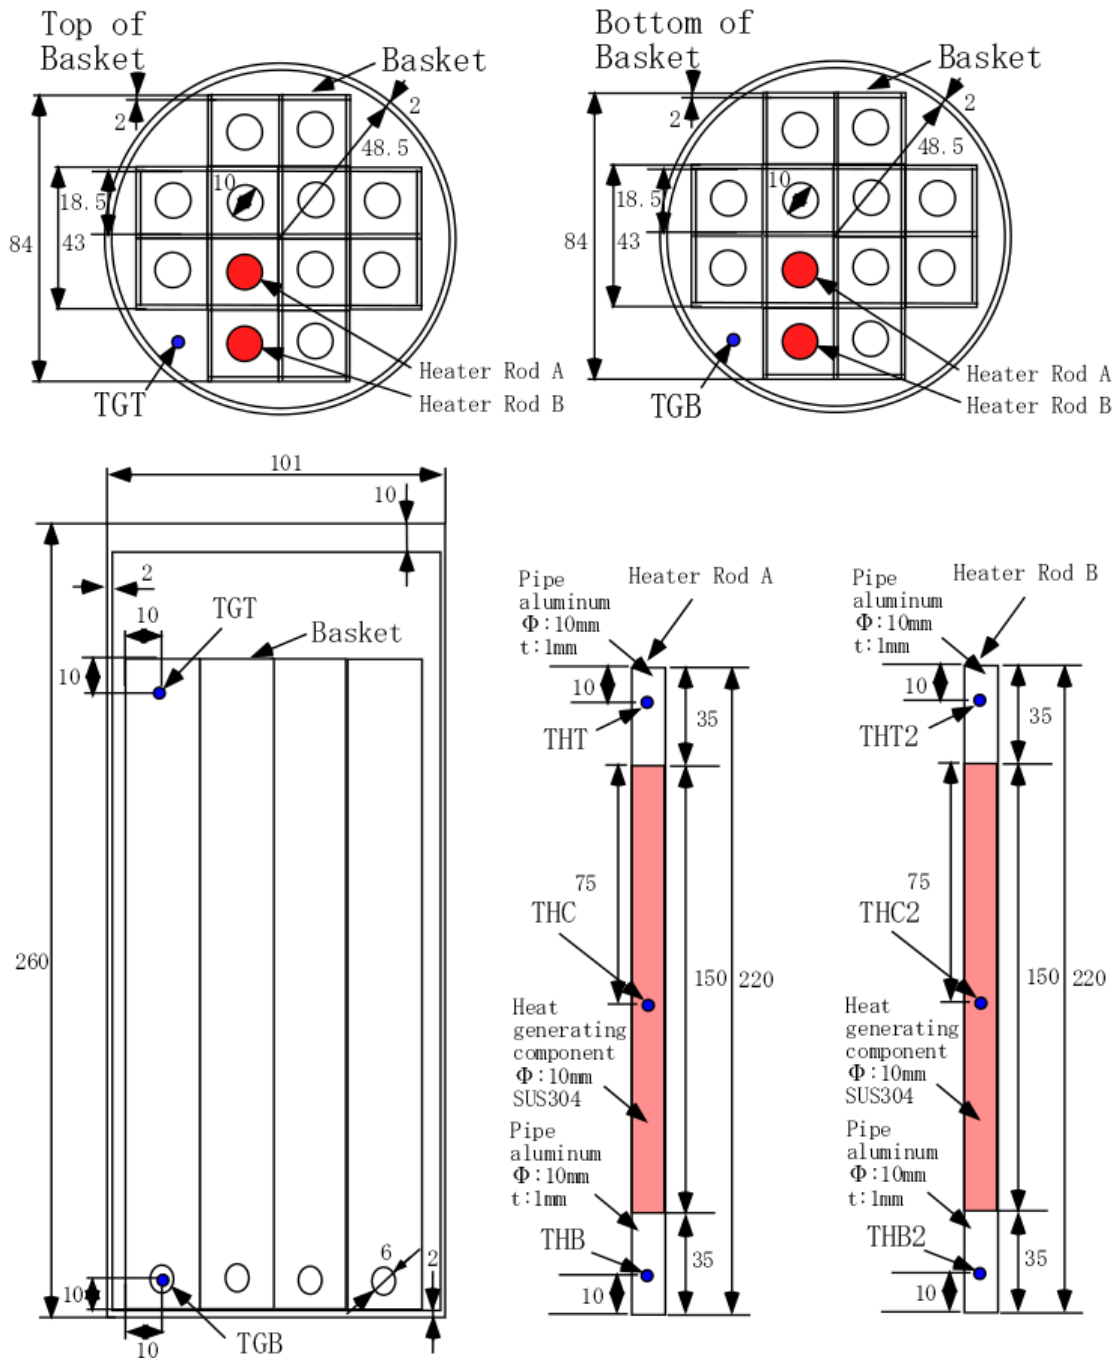 Top of
Basket
Basket
2
2
48.5
10
18.5
84
43
TGT
Heater Rod A
Heater Rod B
Bottom of
Basket
Basket
2
2
48.5
10
18.5
84
43
TGB
Heater Rod A
Heater Rod B
101
10
2
10
TGT
Basket
10
260
6
2
10
10
TGB
Pipe
aluminum
Φ:10mm
t:1mm
Heater Rod A
10
35
THT
75
THC
150
220
Heat
generating
component
Φ:10mm
SUS304
Pipe
aluminum
Φ:10mm
t:1mm
THB
35
10
Pipe
aluminum
Φ:10mm
t:1mm
Heater Rod B
10
35
THT2
75
THC2
150
220
Heat
generating
component
Φ:10mm
SUS304
Pipe
aluminum
Φ:10mm
t:1mm
THB2
35
10